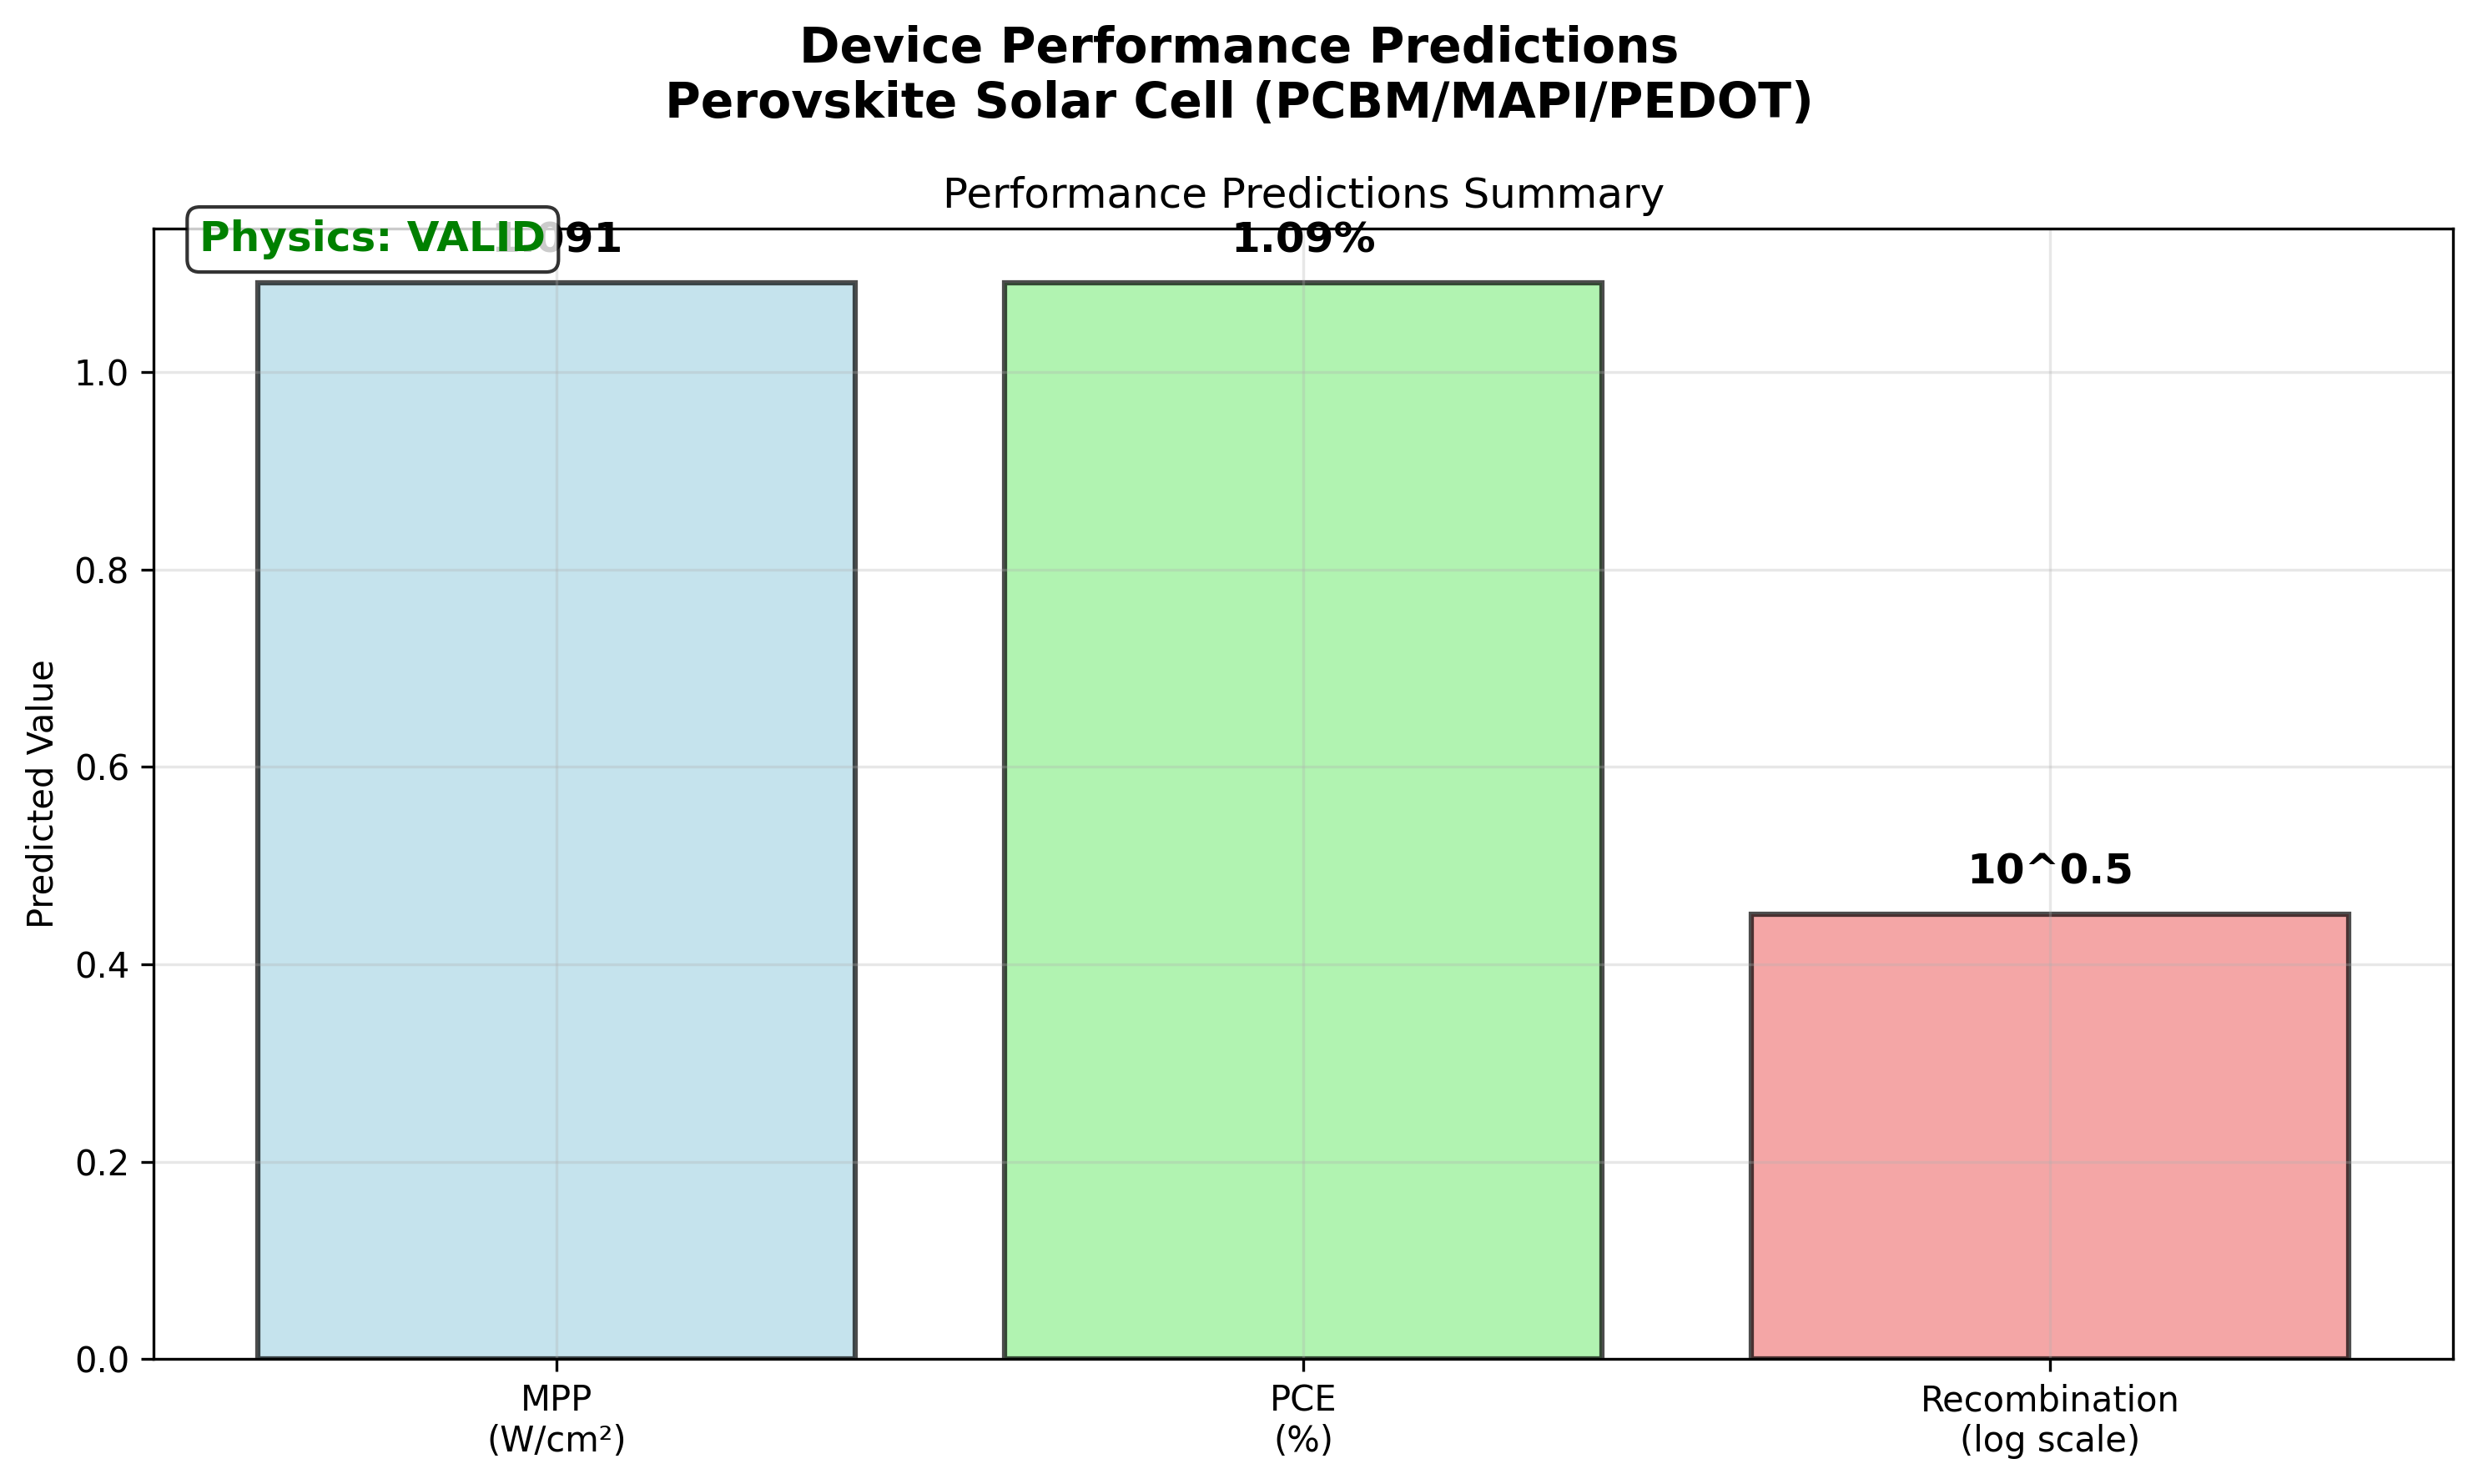 Device Performance Predictions
Perovskite Solar Cell (PCBM/MAPI/PEDOT)
Performance Predictions Summary
Physics: VALID
1.09%
1.0
0.8
0.6
0.4
0.2
0.0
Predicted Value
10^0.5
MPP
(W/cm²)
PCE
(%)
Recombination
(log scale)